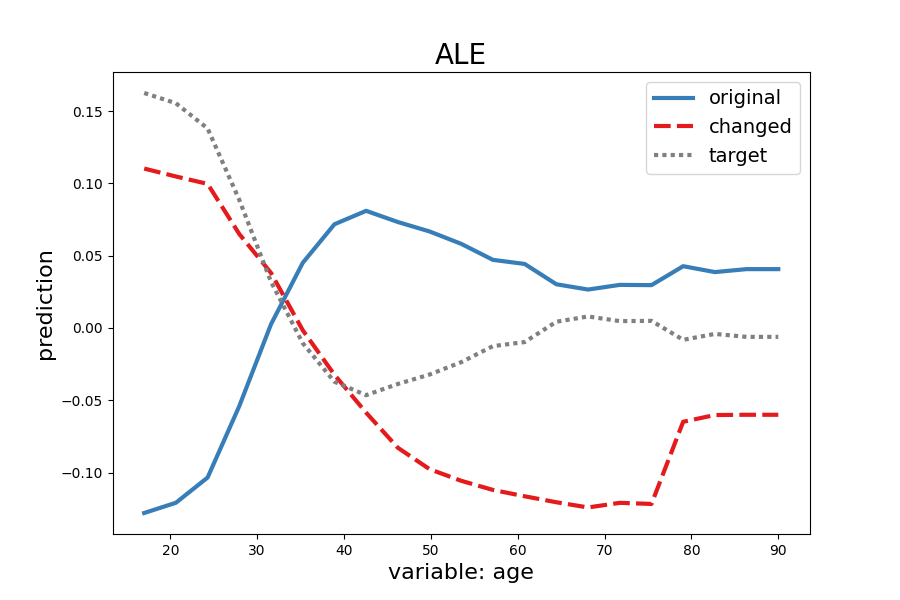 ALE
original
changed
target
0.15
0.10
0.05
0.00
−0.05
−0.10
prediction
20 30 40 50 60 70 80 90
variable: age